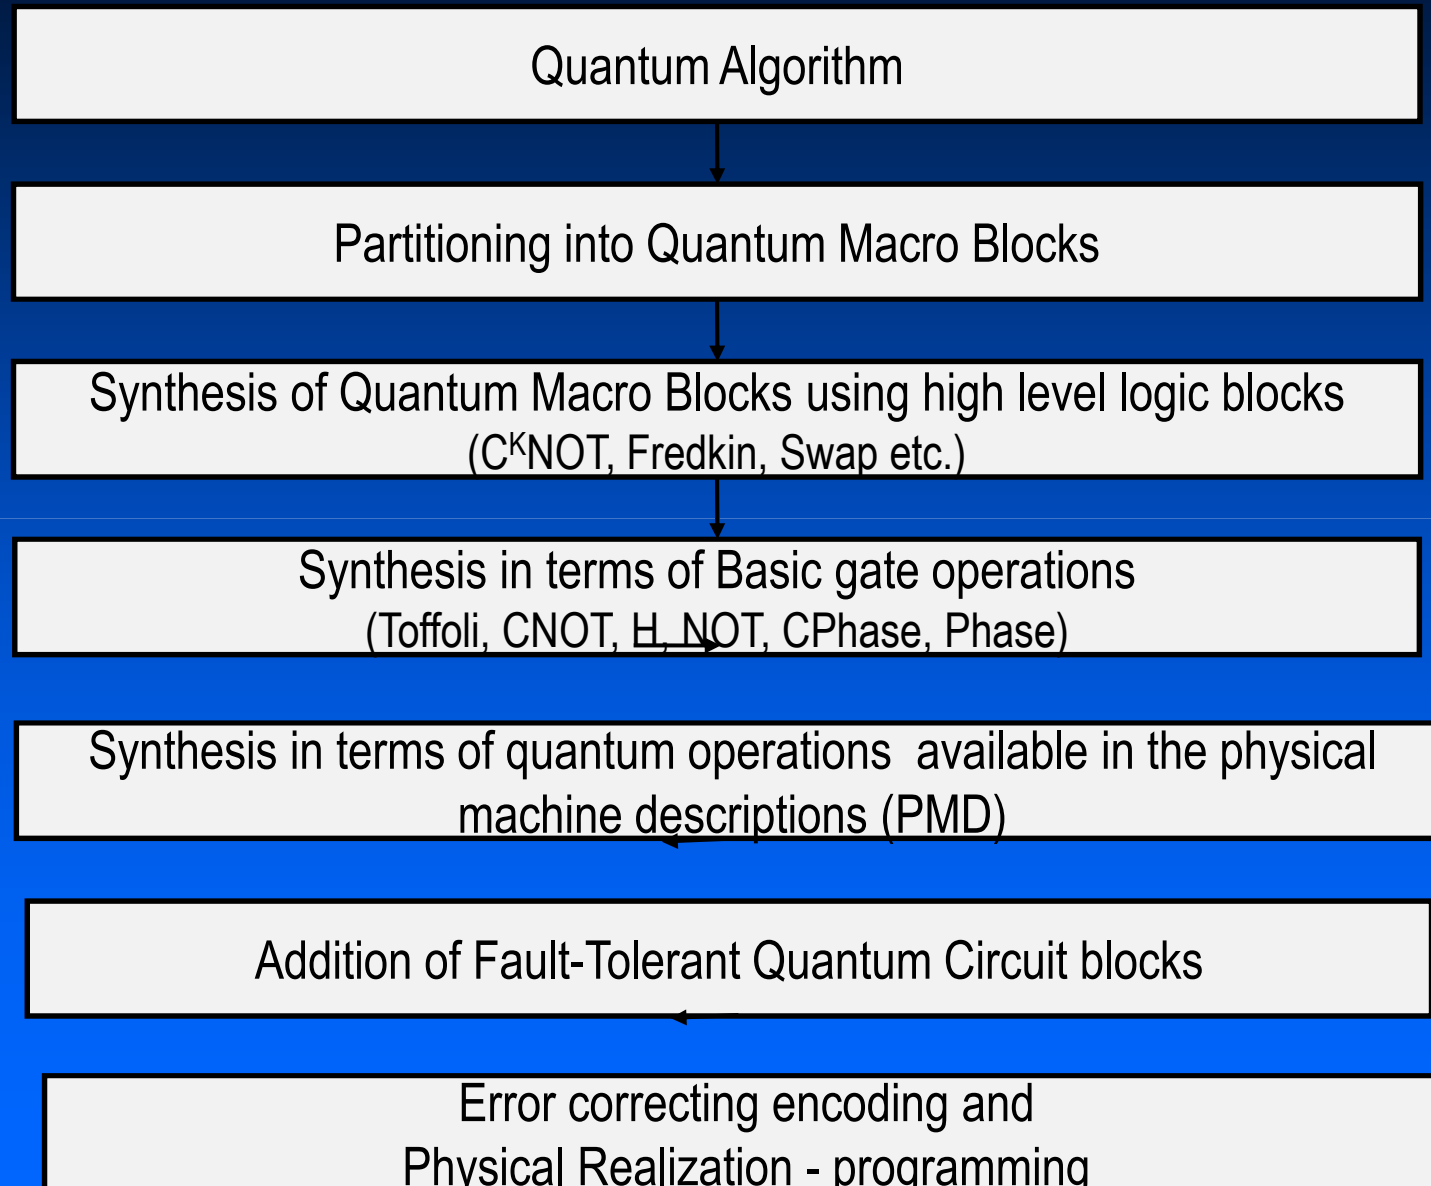 Quantum Algorithm
Partitioning into Quantum Macro Blocks
Synthesis of Quantum Macro Blocks using high level logic blocks
(CᴷNOT, Fredkin, Swap etc.)
Synthesis in terms of Basic gate operations
(Toffoli, CNOT, H, NOT, CPhase, Phase)
Synthesis in terms of quantum operations  available in the physical
machine descriptions (PMD)
Addition of Fault-Tolerant Quantum Circuit blocks
Error correcting encoding and
Physical Realization - programming